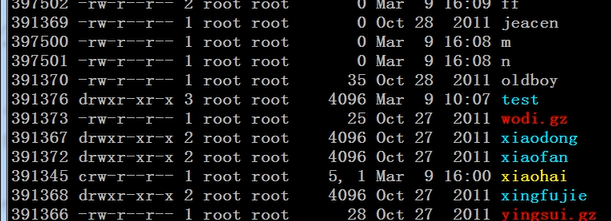 397502 -rw-r--r-- 2 root root 0 Mar 9 16:09 ff
391369 -rw-r--r-- 1 root root 0 Oct 28 2011 jeacen
397500 -rw-r--r-- 1 root root 0 Mar 9 16:08 m
397501 -rw-r--r-- 1 root root 0 Mar 9 16:08 n
391370 -rw-r--r-- 1 root root 35 Oct 28 2011 oldboy
391376 drwxr-xr-x 3 root root 4096 Mar 9 10:07 test
391373 -rw-r--r-- 1 root root 25 Oct 27 2011 wodi.gz
391367 drwxr-xr-x 2 root root 4096 Oct 27 2011 xiaodong
391372 drwxr-xr-x 2 root root 4096 Oct 27 2011 xiaofan
391345 crw-r--r-- 1 root root 5, 1 Mar 9 16:00 xiaohai
391368 drwxr-xr-x 2 root root 4096 Oct 27 2011 xingfujie
391366 -rw-r--r-- 1 root root 28 Oct 27 2011 yingsui.gz